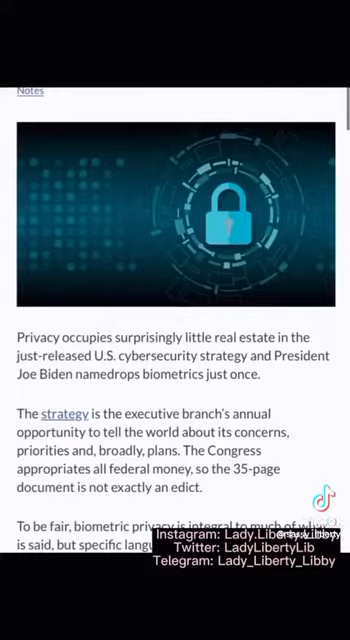 Notes
Privacy occupies surprisingly little real estate in the
just-released U.S. cybersecurity strategy and President
Joe Biden namedrops biometrics just once.
The strategy is the executive branch's annual
opportunity to tell the world about its concerns,
priorities and, broadly, plans. The Congress
appropriates all federal money, so the 35-page
document is not exactly an edict.
To be fair, biometric privacy is integral to much of what
is said, but specific
TikTok
Instagram: Lady.Liberty.Libby
Twitter: LadyLibertyLib
Telegram: Lady_Liberty_Libby